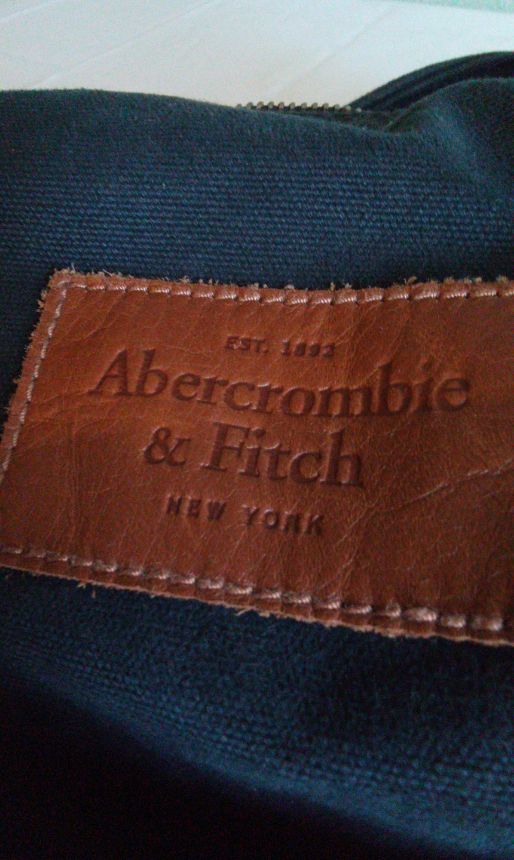 EST. 1892
Abercrombie
& Fitch
NEW YORK